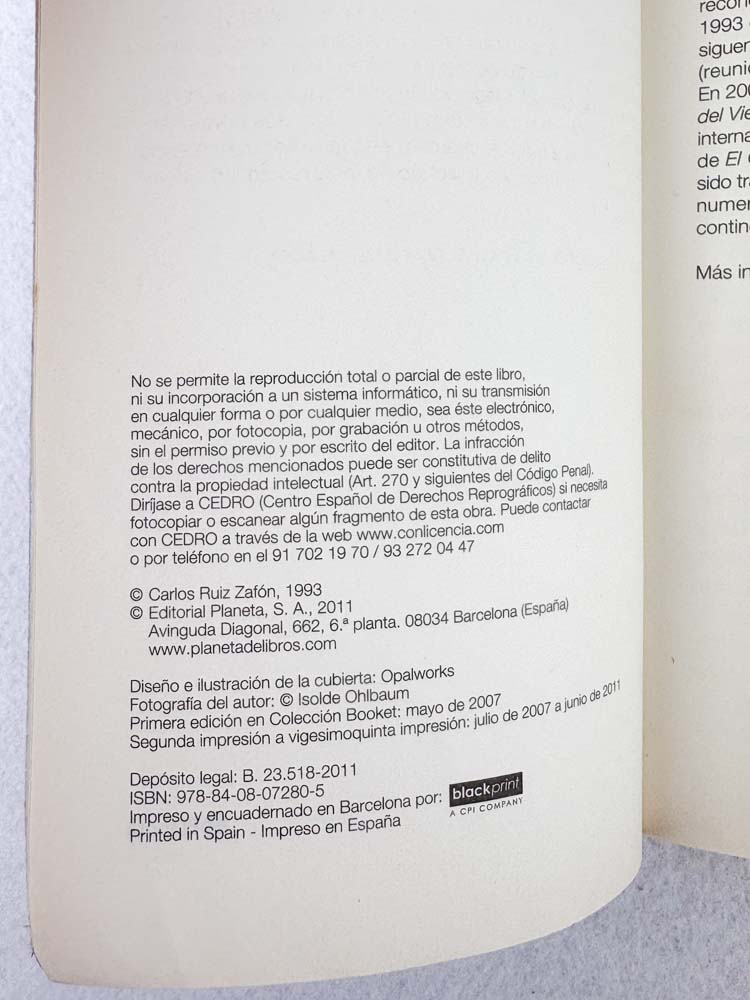 No se permite la reproducción total o parcial de este libro,
ni su incorporación a un sistema informático, ni su transmisión
en cualquier forma o por cualquier medio, sea éste electrónico,
mecánico, por fotocopia, por grabación u otros métodos,
sin el permiso previo y por escrito del editor. La infracción
de los derechos mencionados puede ser constitutiva de delito
contra la propiedad intelectual (Art. 270 y siguientes del Código Penal).
Diríjase a CEDRO (Centro Español de Derechos Reprográficos) si necesita
fotocopiar o escanear algún fragmento de esta obra. Puede contactar
con CEDRO a través de la web www.conlicencia.com
o por teléfono en el 91 702 19 70 / 93 272 04 47
© Carlos Ruiz Zafón, 1993
© Editorial Planeta, S. A., 2011
Avinguda Diagonal, 662, 6.ª planta. 08034 Barcelona (España)
www.planetadelibros.com
Diseño e ilustración de la cubierta: Opalworks
Fotografía del autor: © Isolde Ohlbaum
Primera edición en Colección Booket: mayo de 2007
Segunda impresión a vigesimoquinta impresión: julio de 2007 a junio de 2011
Depósito legal: B. 23.518-2011
ISBN: 978-84-08-07280-5
Impreso y encuadernado en Barcelona por: blackprint
A CPI COMPANY
Printed in Spain - Impreso en España
1993
siguen
(reuni
En 200
del Vie
interna
de El
sido tr
numer
contin
Más in